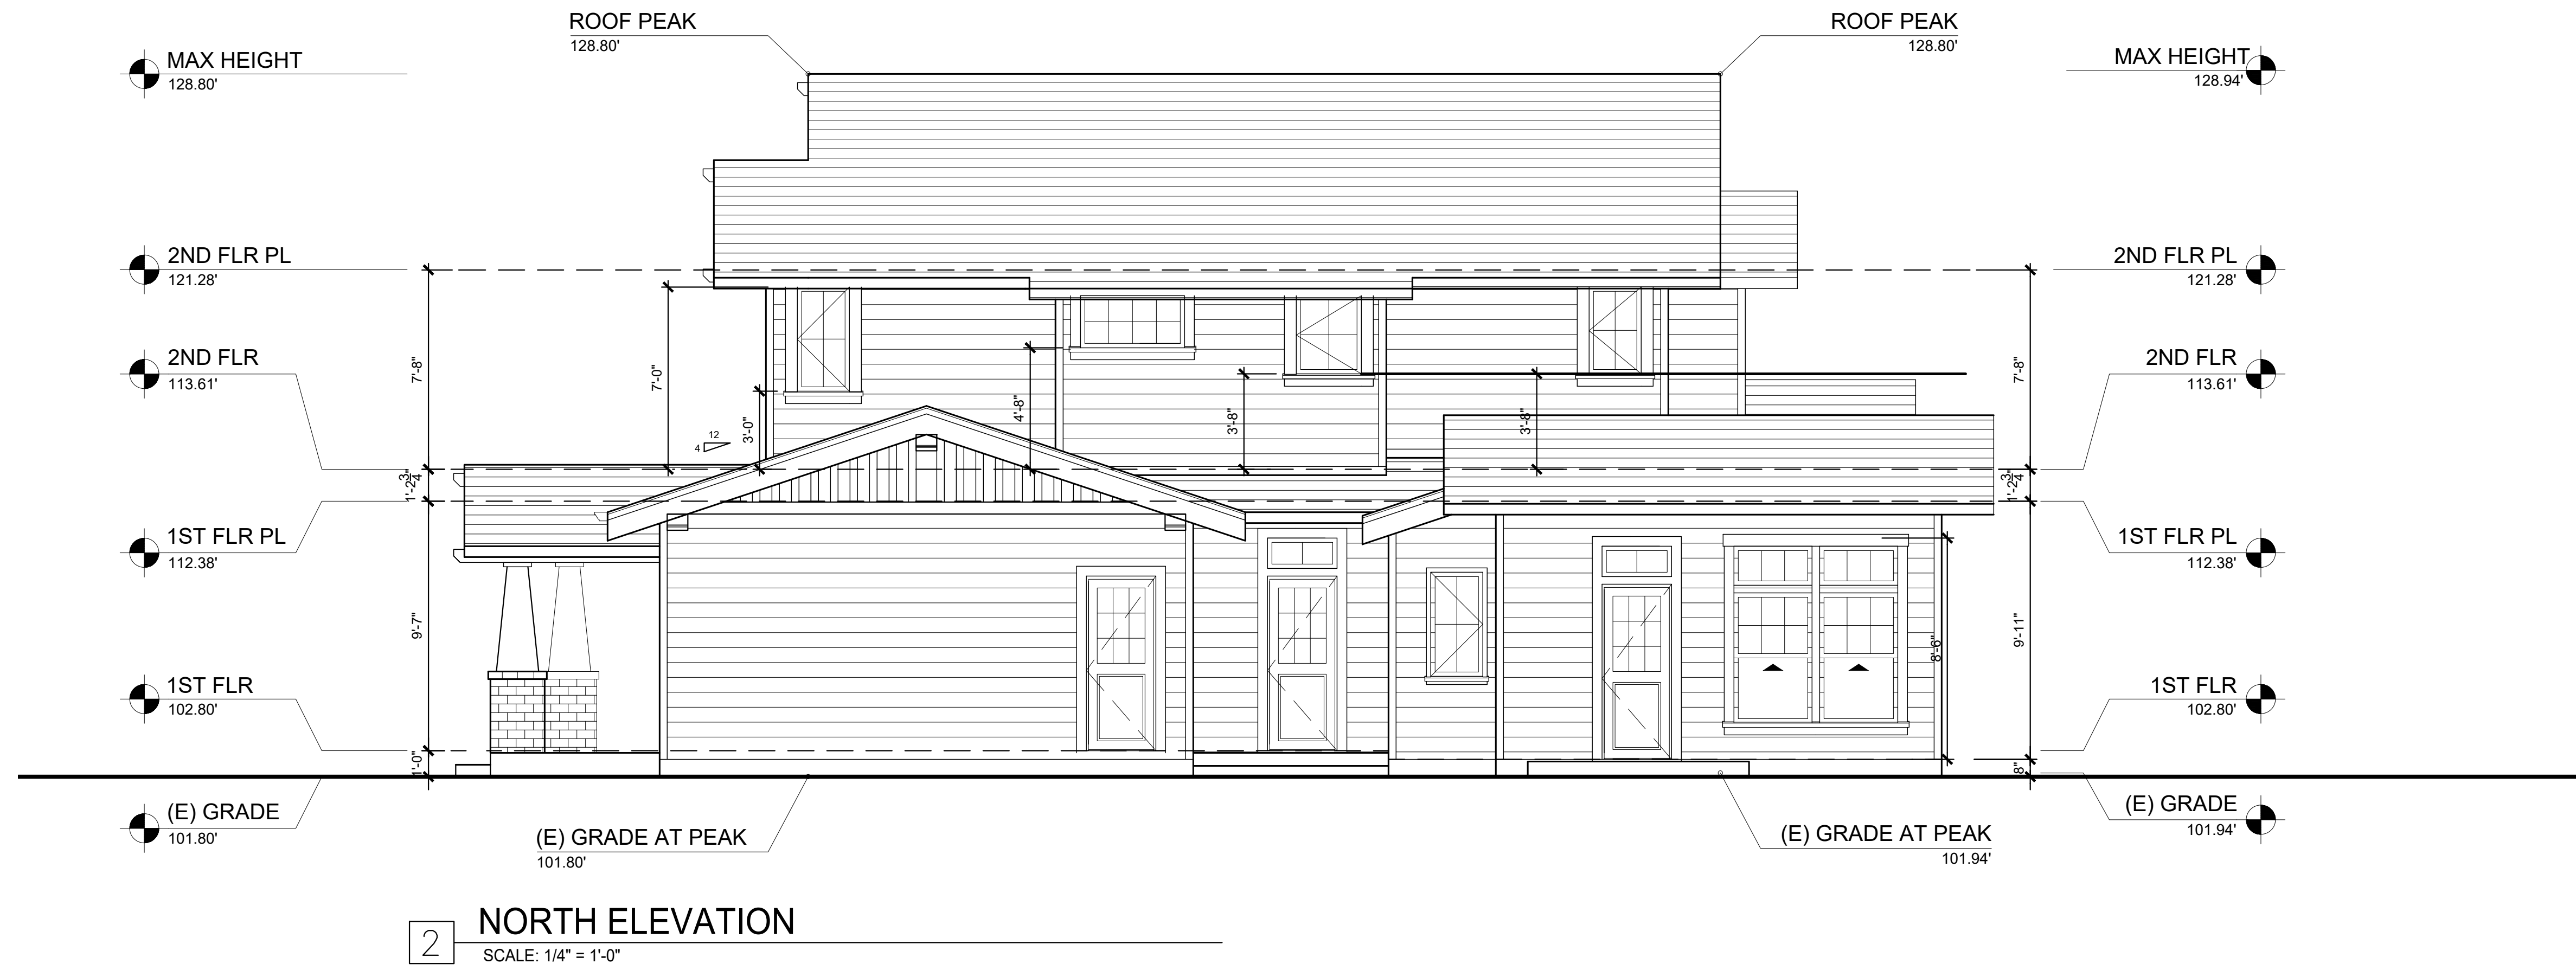 ROOF PEAK
128.80'
ROOF PEAK
128.80'
MAX HEIGHT
128.80'
MAX HEIGHT
128.94'
2ND FLR PL
121.28'
2ND FLR PL
121.28'
2ND FLR
113.61'
2ND FLR
113.61'
7'-8"
7'-0"
3'-0"
12
4
4'-8"
3'-8"
3'-8"
7'-8"
1'-2 3/4"
1'-2 3/4"
1ST FLR PL
112.38'
1ST FLR PL
112.38'
9'-7"
8'-6"
9'-11"
1ST FLR
102.80'
1ST FLR
102.80'
1'-0"
8"
(E) GRADE
101.80'
(E) GRADE AT PEAK
101.80'
(E) GRADE AT PEAK
101.94'
(E) GRADE
101.94'
2
NORTH ELEVATION
SCALE: 1/4" = 1'-0"